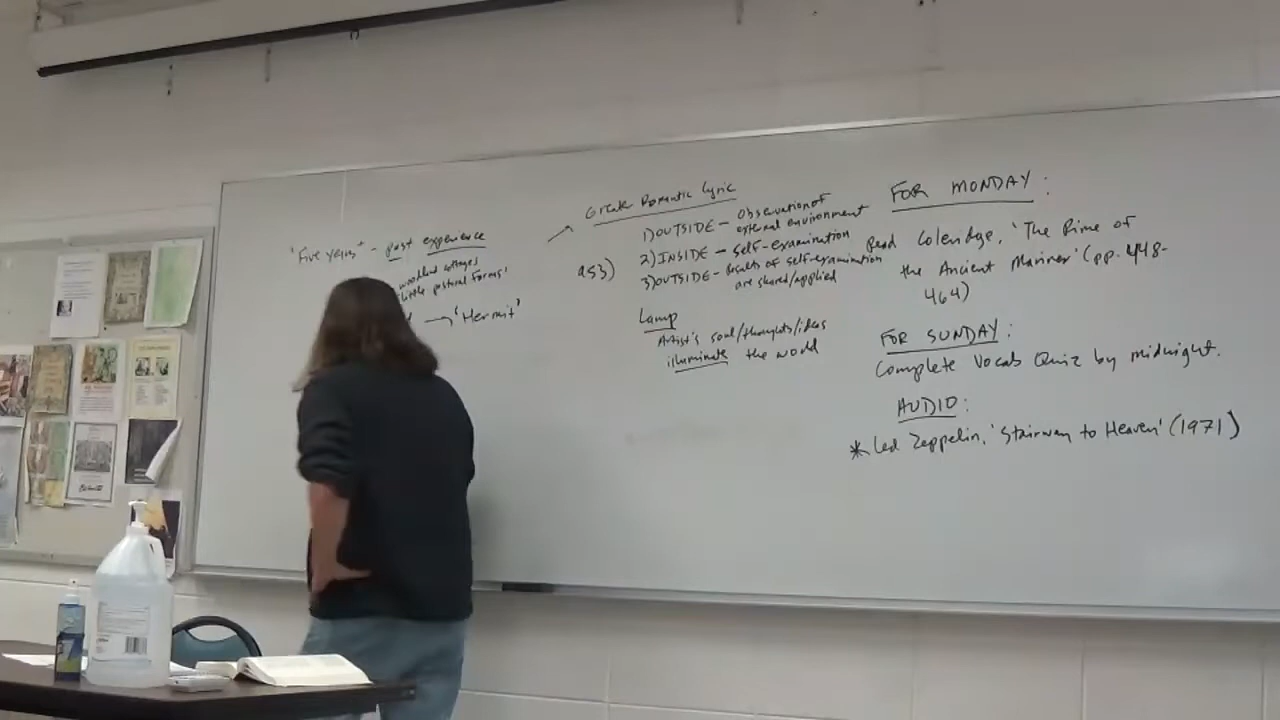 'Five years' - past experience
woodland cottages
little pastoral farms'
→ 'Hermit'
Greater Romantic Lyric
1) OUTSIDE - Observation of
external environment
2) INSIDE - self-examination
3) OUTSIDE - Results of self-examination
are shared/applied
Lamp
Artist's soul/thoughts/ideas
illuminate the world
FOR MONDAY:
Read Coleridge, 'The Rime of
the Ancient Mariner' (pp. 448-
464)
FOR SUNDAY:
Complete Vocab Quiz by midnight.
AUDIO:
* Led Zeppelin, 'Stairway to Heaven' (1971)